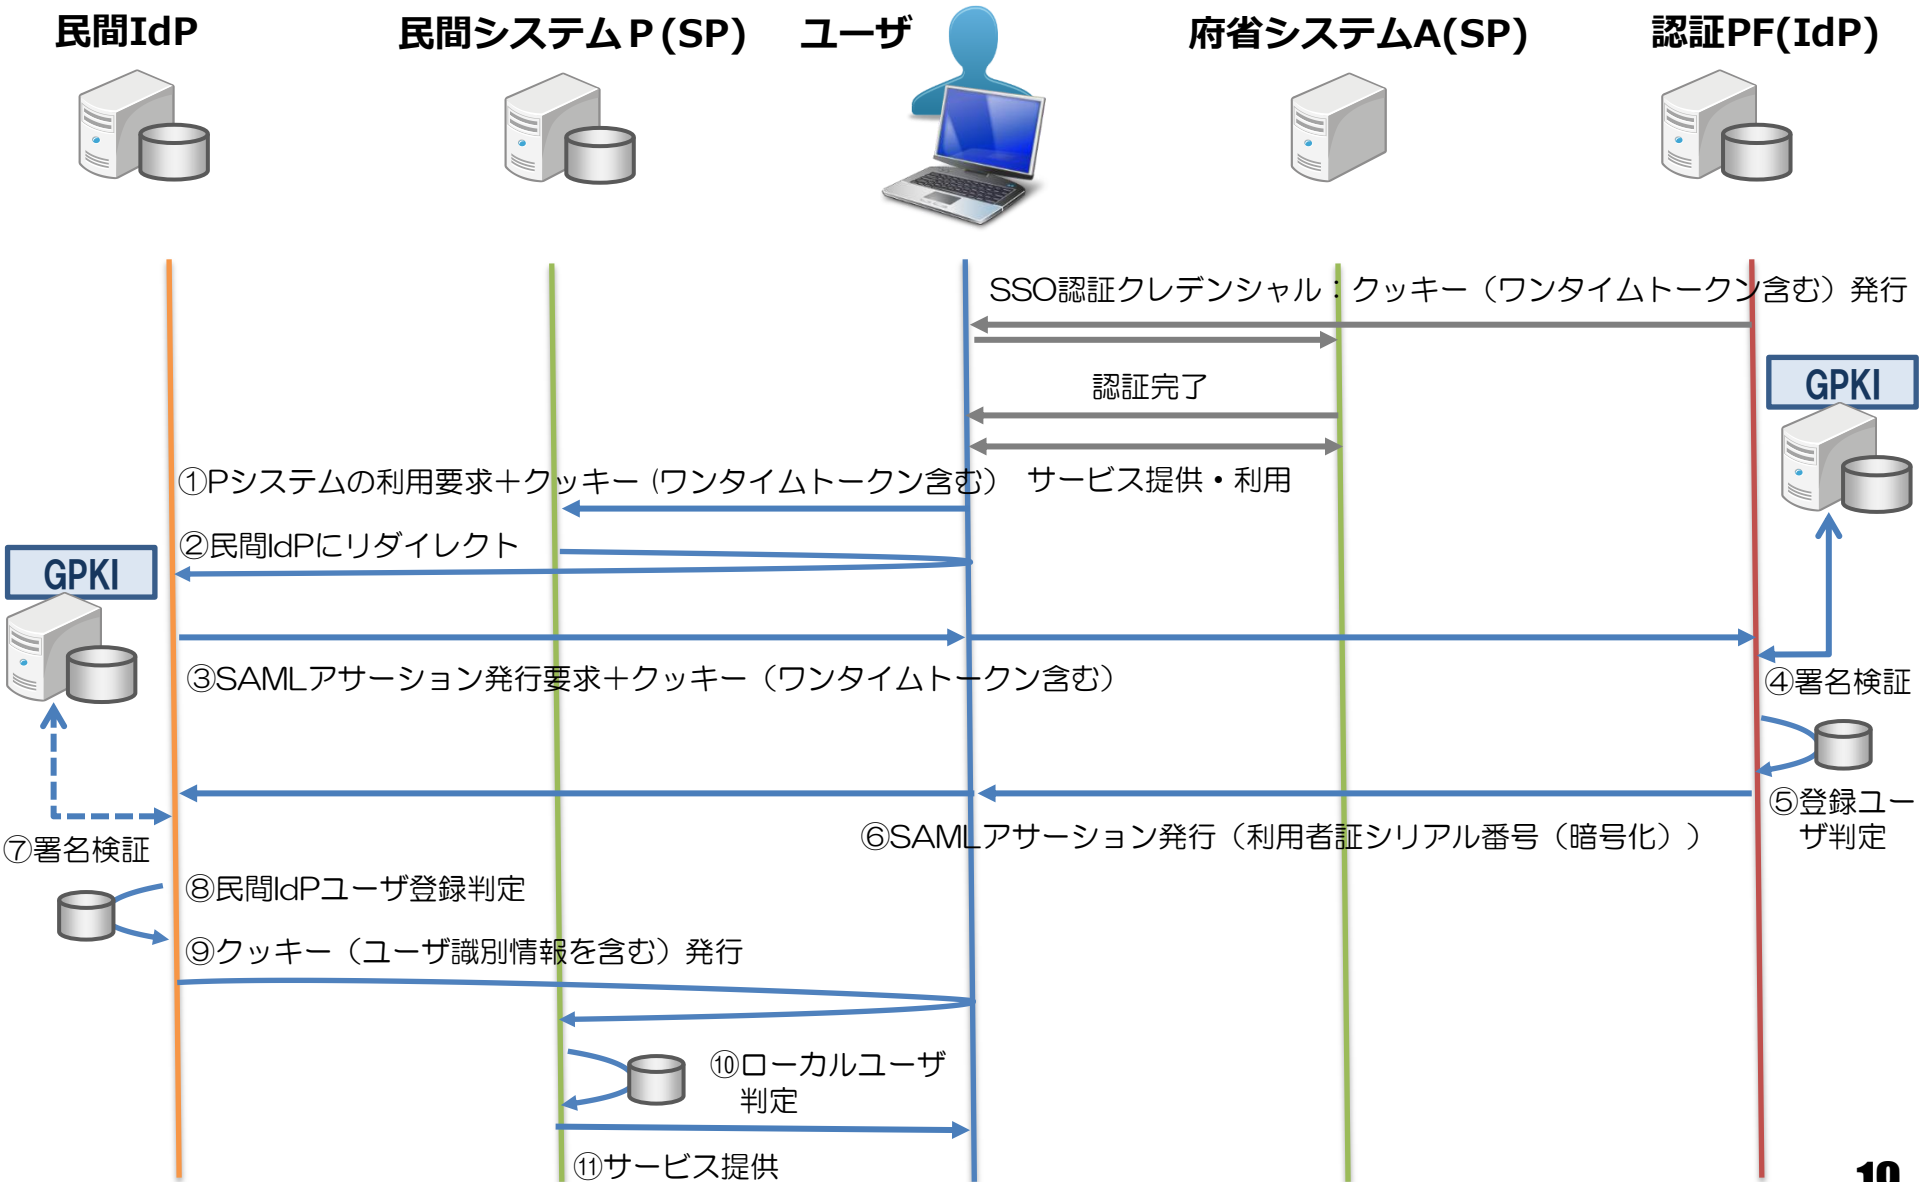 民間IdP
民間システムP(SP)
ユーザ
府省システムA(SP)
認証PF(IdP)
SSO認証クレデンシャル:クッキー(ワンタイムトークン含む)発行
認証完了
GPKI
①Pシステムの利用要求+クッキー(ワンタイムトークン含む)
サービス提供・利用
②民間IdPにリダイレクト
GPKI
③SAMLアサーション発行要求+クッキー(ワンタイムトークン含む)
④署名検証
⑤登録ユー
ザ判定
⑥SAMLアサーション発行(利用者証シリアル番号(暗号化))
⑦署名検証
⑧民間IdPユーザ登録判定
⑨クッキー(ユーザ識別情報を含む)発行
⑩ローカルユーザ
判定
⑪サービス提供